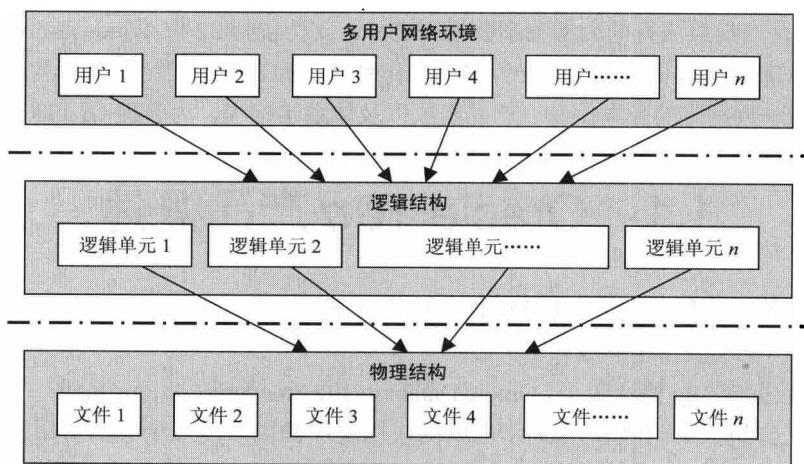 多用户网络环境
用户 1 用户 2 用户 3 用户 4 用户…… 用户 n
逻辑结构
逻辑单元 1 逻辑单元 2 逻辑单元…… 逻辑单元 n
物理结构
文件 1 文件 2 文件 3 文件 4 文件…… 文件 n